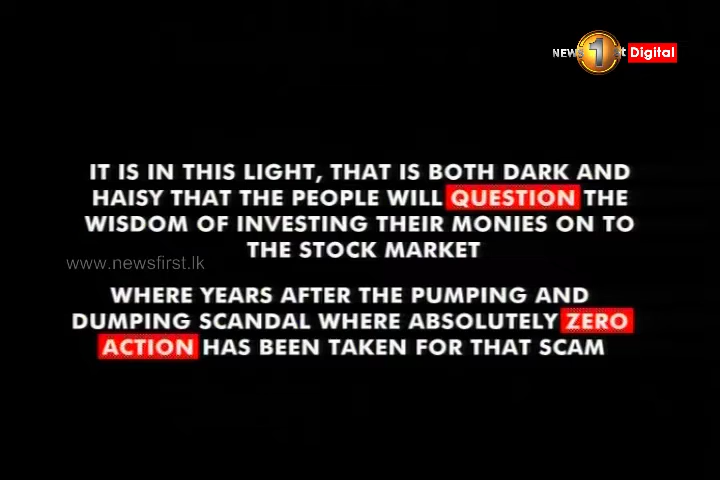 NEWS 1st Digital
IT IS IN THIS LIGHT, THAT IS BOTH DARK AND
HAISY THAT THE PEOPLE WILL QUESTION THE
WISDOM OF INVESTING THEIR MONIES ON TO
THE STOCK MARKET
www.newsfirst.lk
WHERE YEARS AFTER THE PUMPING AND
DUMPING SCANDAL WHERE ABSOLUTELY ZERO
ACTION HAS BEEN TAKEN FOR THAT SCAM